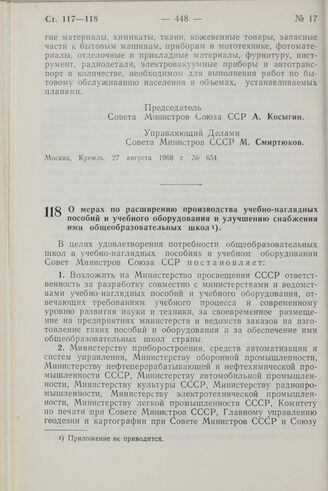 Ст. 117—118 — 448 — № 17
гие материалы, химикаты, ткани, кожевенные товары, запасные
части к бытовым машинам, приборам и мототехнике, фотомате-
риалы, отделочные и прикладные материалы, фурнитуру, инст-
румент, радиодетали, электровакуумные приборы и автотранс-
порт в количестве, необходимом для выполнения работ по бы-
товому обслуживанию населения в объемах, устанавливаемых
планами.
Председатель
Совета Министров Союза ССР А. Косыгин.
Управляющий Делами
Совета Министров СССР М. Смиртюков.
Москва, Кремль. 27 августа 1968 г. № 654.
118 О мерах по расширению производства учебно-наглядных
пособий и учебного оборудования и улучшению снабжения
ими общеобразовательных школ ¹).
В целях удовлетворения потребности общеобразовательных
школ в учебно-наглядных пособиях и учебном оборудовании
Совет Министров Союза ССР постановляет:
1. Возложить на Министерство просвещения СССР ответст-
венность за разработку совместно с министерствами и ведомст-
вами учебно-наглядных пособий и учебного оборудования, от-
вечающих требованиям учебного процесса и современному
уровню развития науки и техники, за своевременное размеще-
ние на предприятиях министерств и ведомств заказов на изго-
товление таких пособий и оборудования и за обеспечение ими
общеобразовательных школ страны.
2. Министерству приборостроения, средств автоматизации и
систем управления, Министерству оборонной промышленности,
Министерству нефтеперерабатывающей и нефтехимической про-
мышленности СССР, Министерству автомобильной промышлен-
ности, Министерству культуры СССР, Министерству радиопро-
мышленности, Министерству электротехнической промышлен-
ности, Министерству легкой промышленности СССР, Комитету
по печати при Совете Министров СССР, Главному управлению
геодезии и картографии при Совете Министров СССР и Союзу
¹) Приложение не приводится.